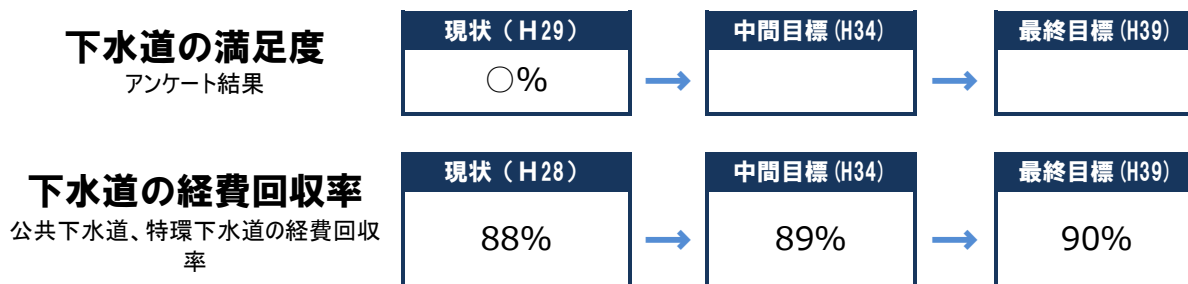 下水道の満足度
アンケート結果
現状（H29）
中間目標(H34)
最終目標(H39)
○%
→
→
下水道の経費回収率
公共下水道、特環下水道の経費回収
率
現状（H28）
中間目標(H34)
最終目標(H39)
88%
→
89%
→
90%